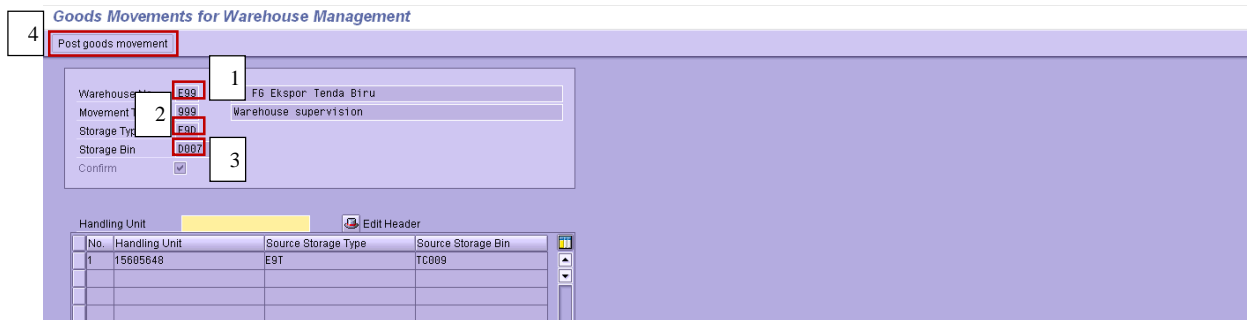 Goods Movements for Warehouse Management
4
Post goods movement
1
Warehouse E99 FG Ekspor Tenda Biru
2
Movement T 999 Warehouse supervision
Storage Typ E9D
Storage Bin D007
3
Confirm
Handling Unit Edit Header
No. Handling Unit Source Storage Type Source Storage Bin
1 15605648 E9T TC009